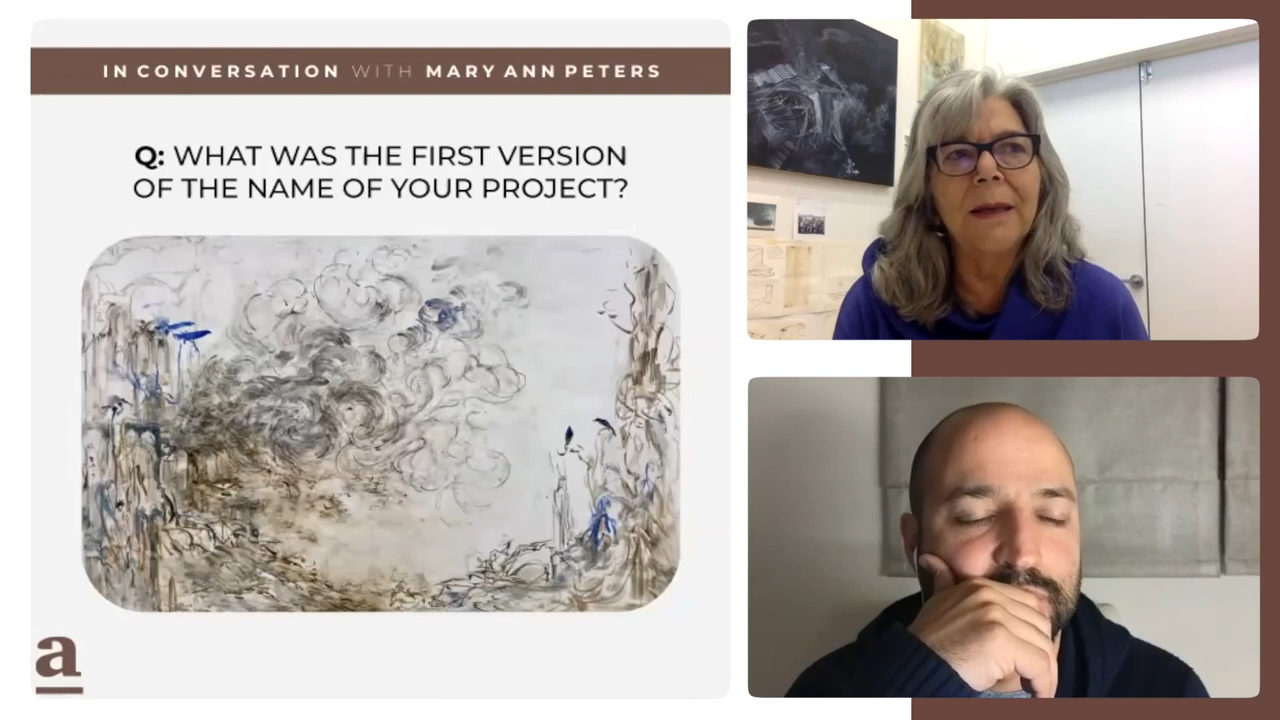 IN CONVERSATION WITH MARY ANN PETERS
Q: WHAT WAS THE FIRST VERSION
OF THE NAME OF YOUR PROJECT?
a